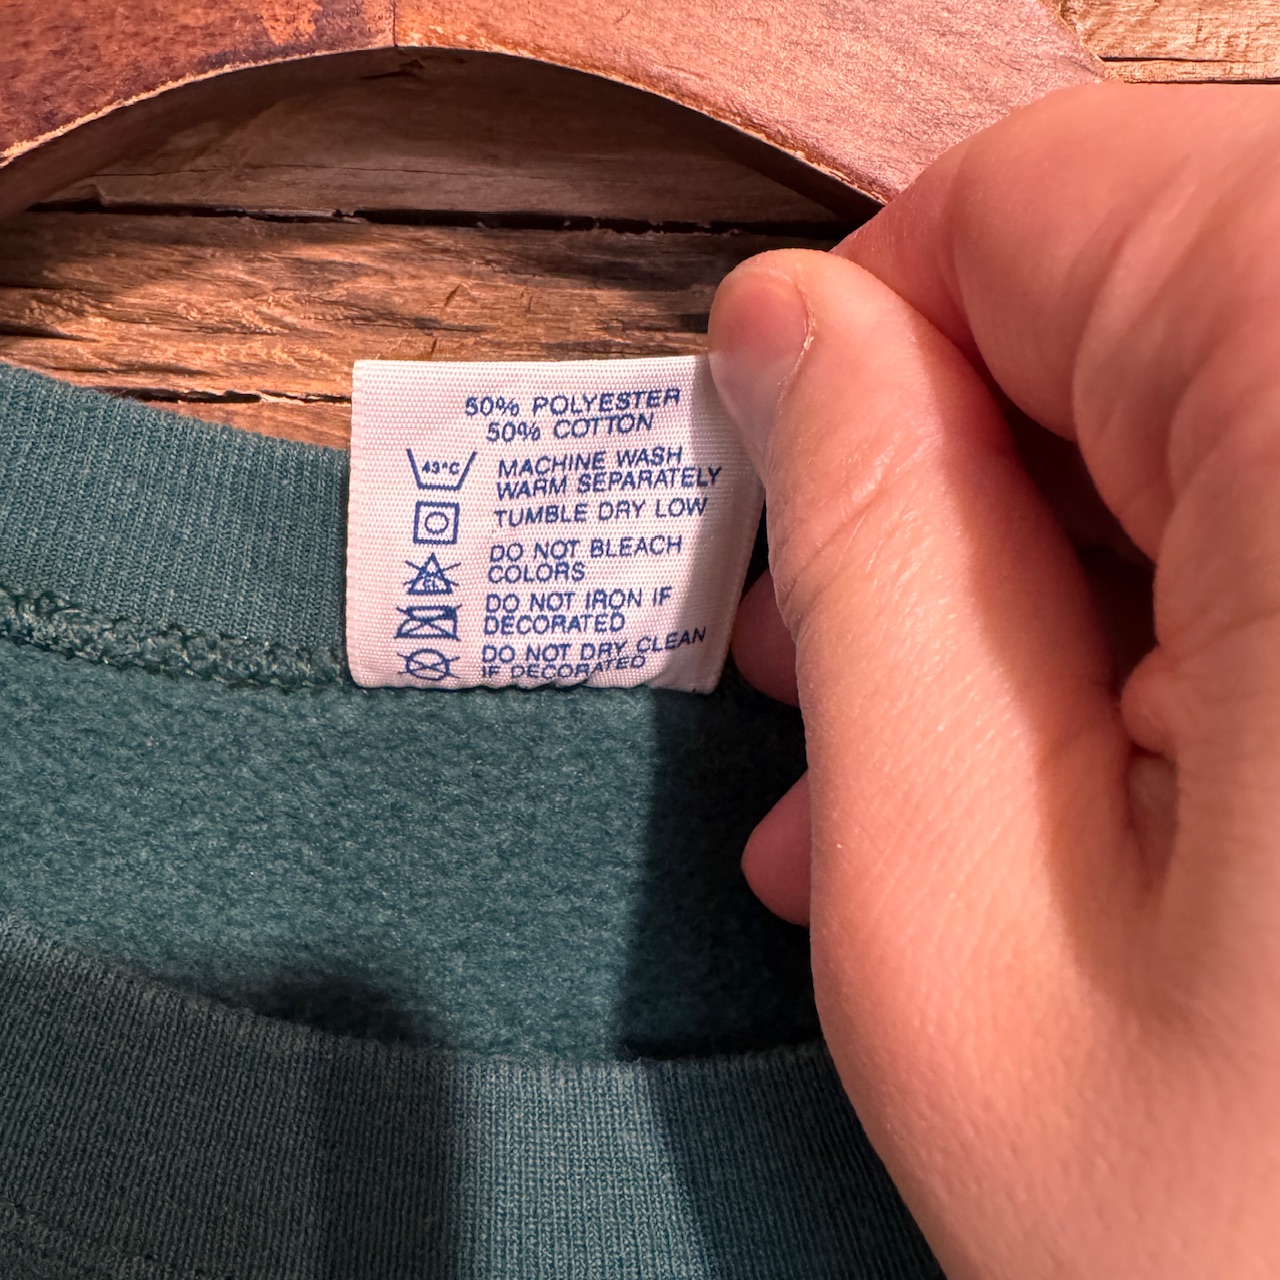 50% POLYESTER
50% COTTON
43°C
MACHINE WASH
WARM SEPARATELY
TUMBLE DRY LOW
DO NOT BLEACH
COLORS
DO NOT IRON IF
DECORATED
DO NOT DRY CLEAN
IF DECORATED